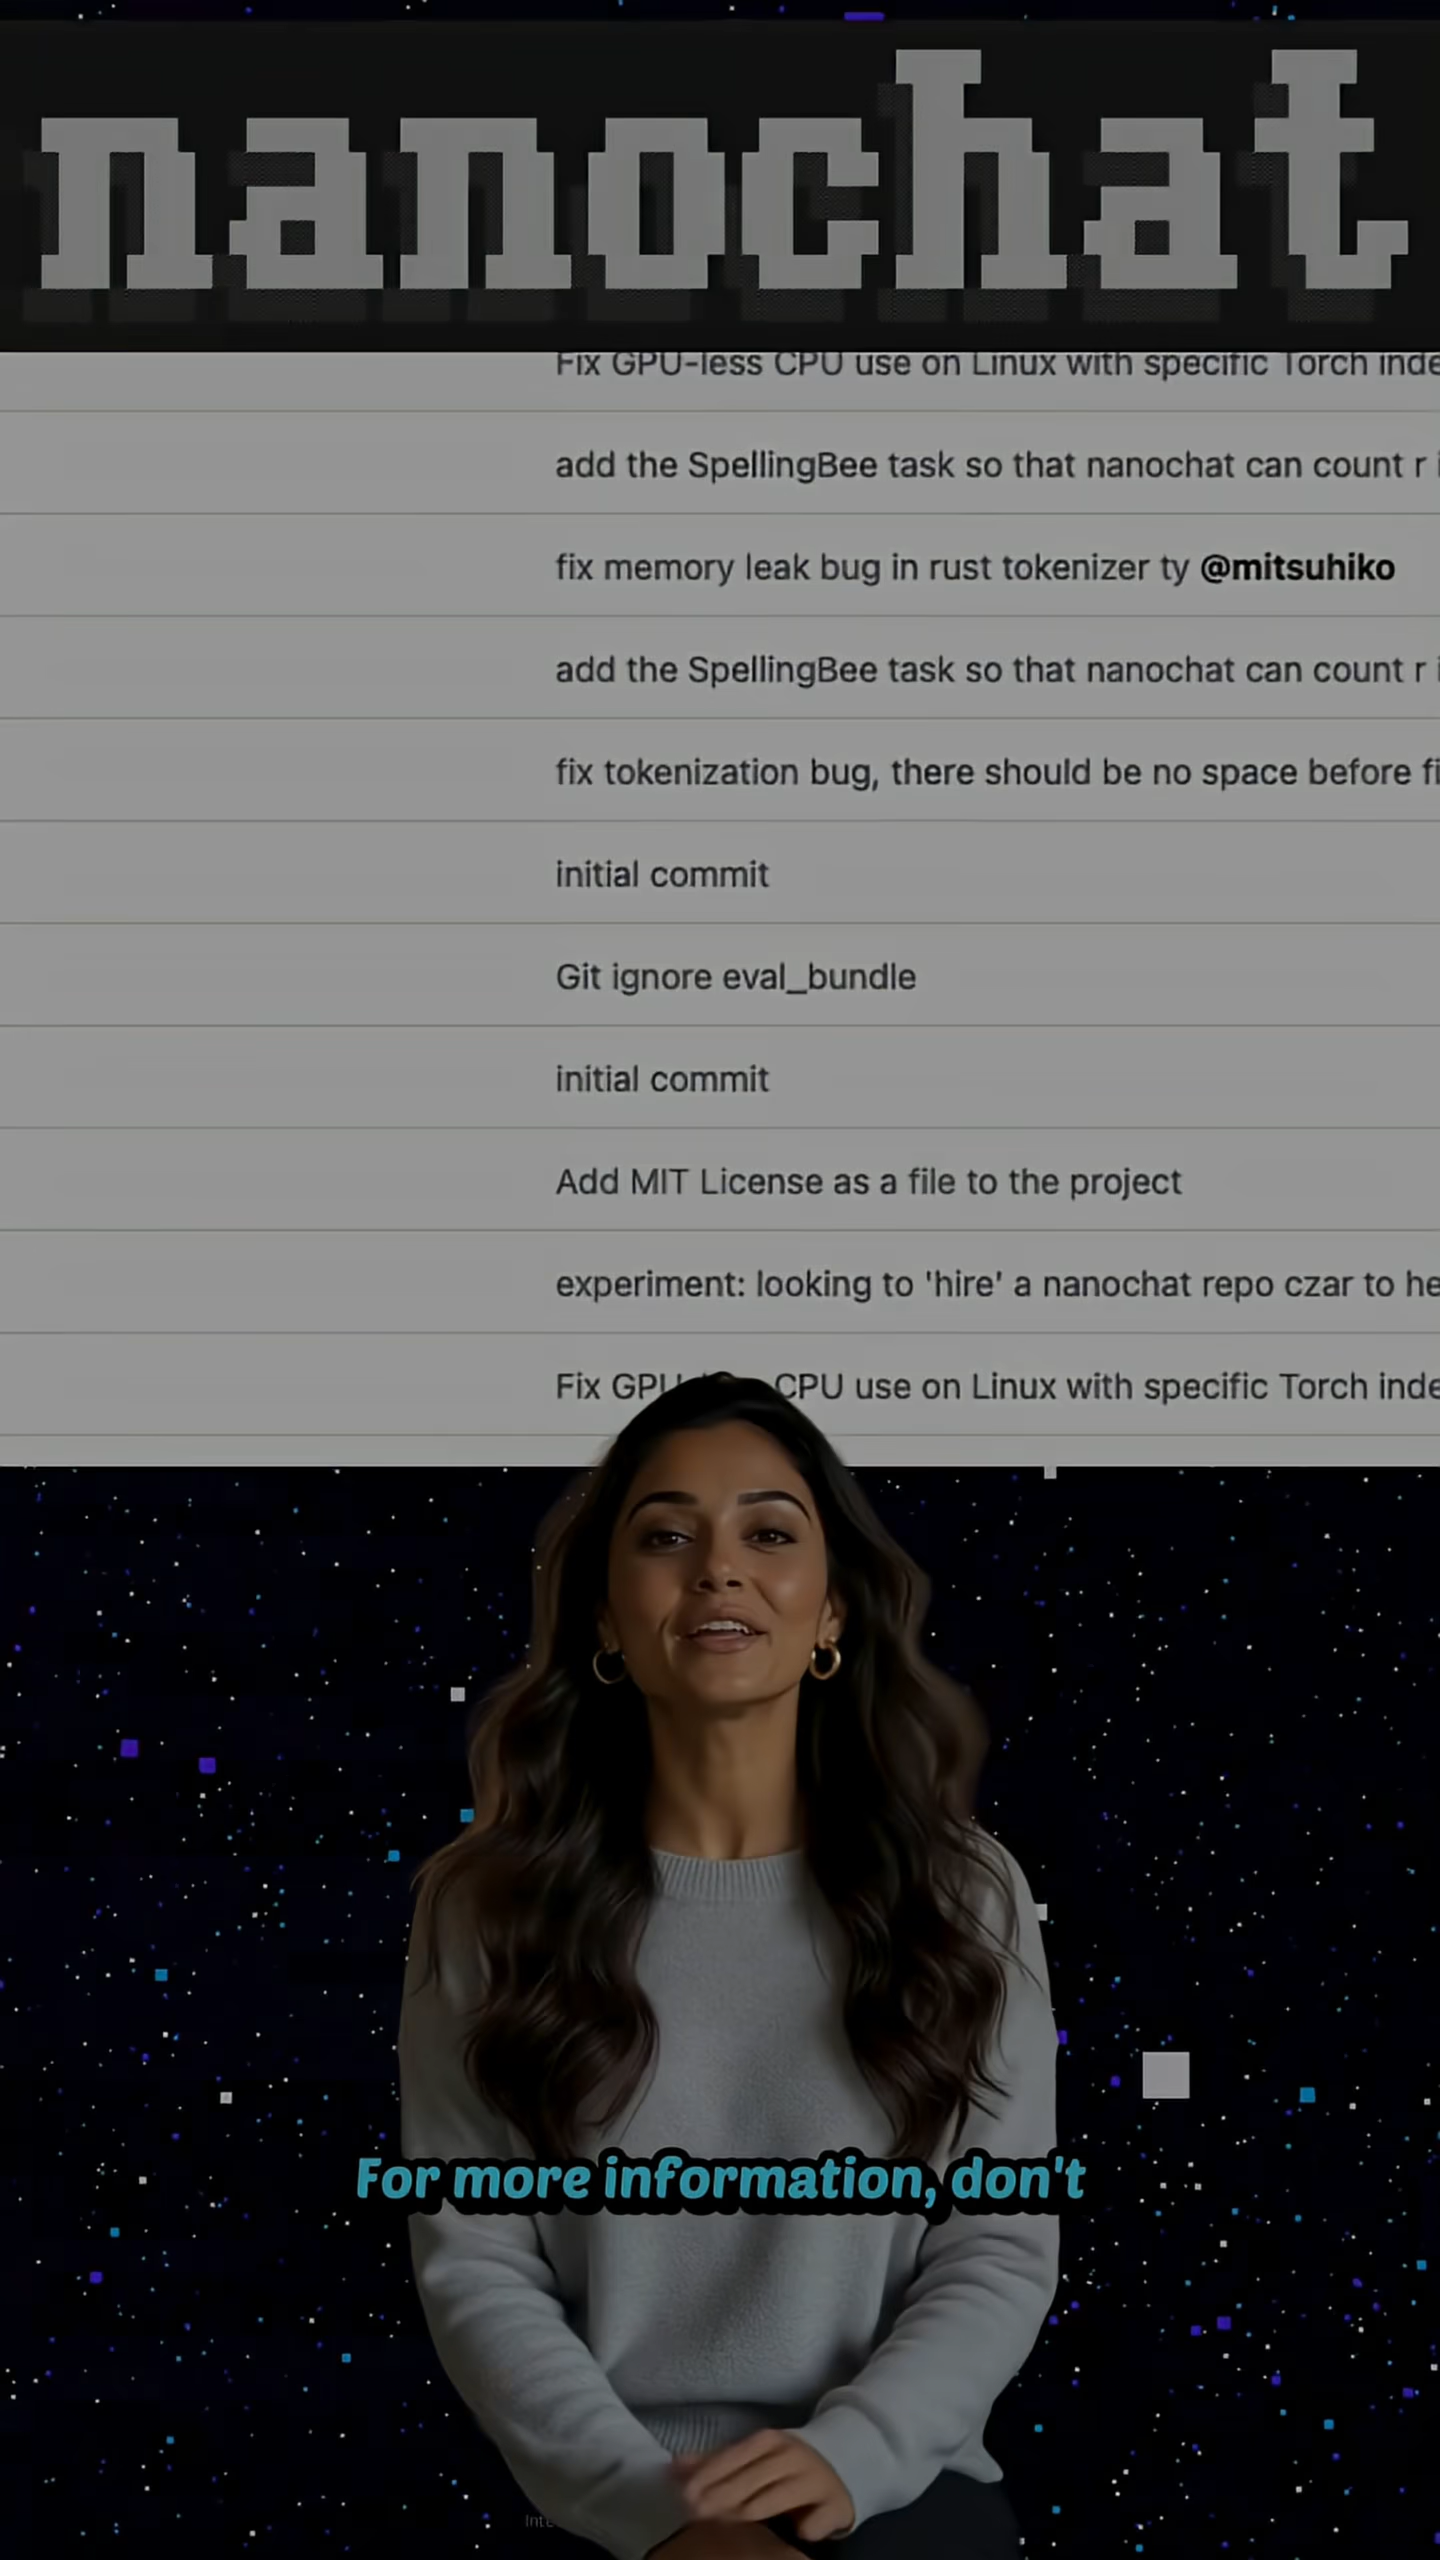 nanochat
Fix GPU-less CPU use on Linux with specific Torch inde
add the SpellingBee task so that nanochat can count r i
fix memory leak bug in rust tokenizer ty @mitsuhiko
add the SpellingBee task so that nanochat can count r i
fix tokenization bug, there should be no space before fi
initial commit
Git ignore eval_bundle
initial commit
Add MIT License as a file to the project
experiment: looking to 'hire' a nanochat repo czar to he
Fix GPU CPU use on Linux with specific Torch inde
For more information, don't